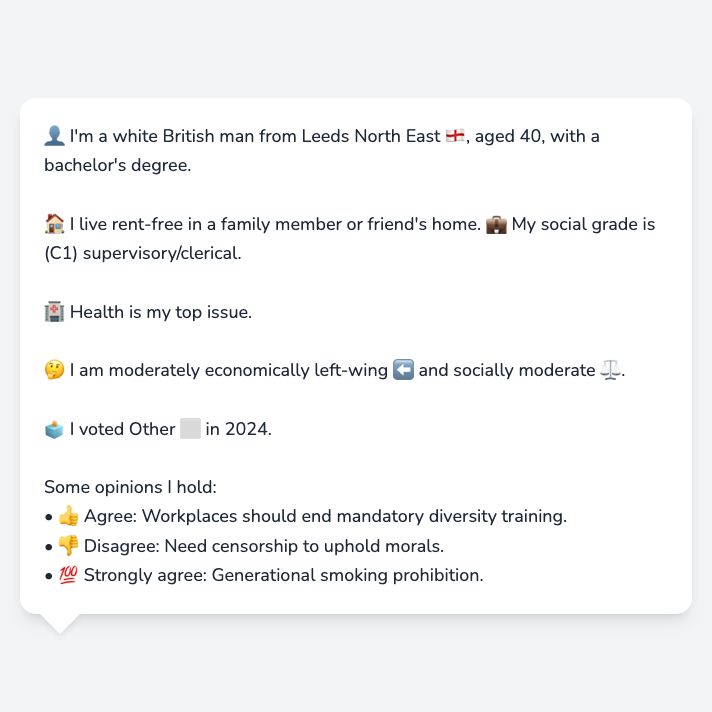 👤 I'm a white British man from Leeds North East 🏴󠁧󠁢󠁥󠁮󠁧󠁿, aged 40, with a
bachelor's degree.
🏠 I live rent-free in a family member or friend's home. 💼 My social grade is
(C1) supervisory/clerical.
🏥 Health is my top issue.
🤔 I am moderately economically left-wing ⬅️ and socially moderate ⚖️.
🗳️ I voted Other ⬜ in 2024.
Some opinions I hold:
• 👍 Agree: Workplaces should end mandatory diversity training.
• 👎 Disagree: Need censorship to uphold morals.
• 💯 Strongly agree: Generational smoking prohibition.